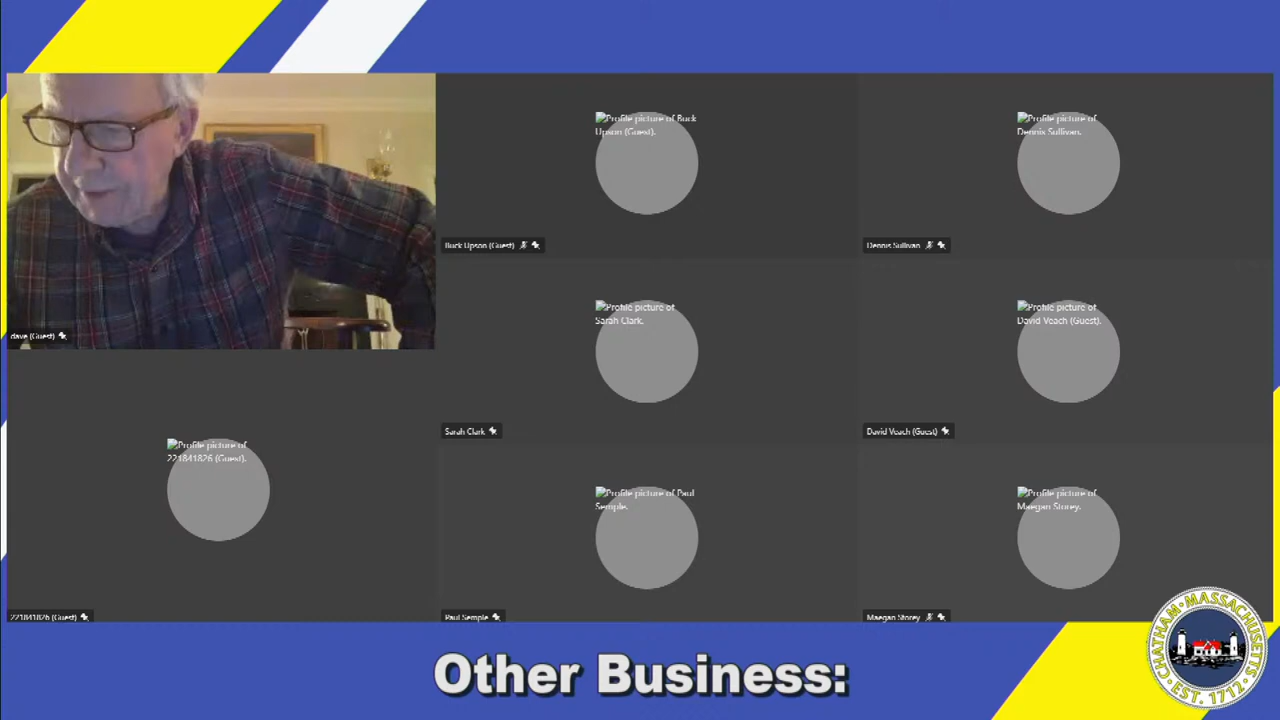 Profile picture of Buck
Upson (Guest).
Profile picture of
Dennis Sullivan.
Buck Upson (Guest)
Dennis Sullivan
Profile picture of
Sarah Clark.
Profile picture of
David Veach (Guest).
dave (Guest)
Sarah Clark
David Veach (Guest)
Profile picture of
221841826 (Guest).
Profile picture of Paul
Semple.
Profile picture of
Maegan Storey.
221841826 (Guest)
Paul Semple
Maegan Storey
Other Business:
CHATHAM • MASSACHUSETTS
EST. 1712